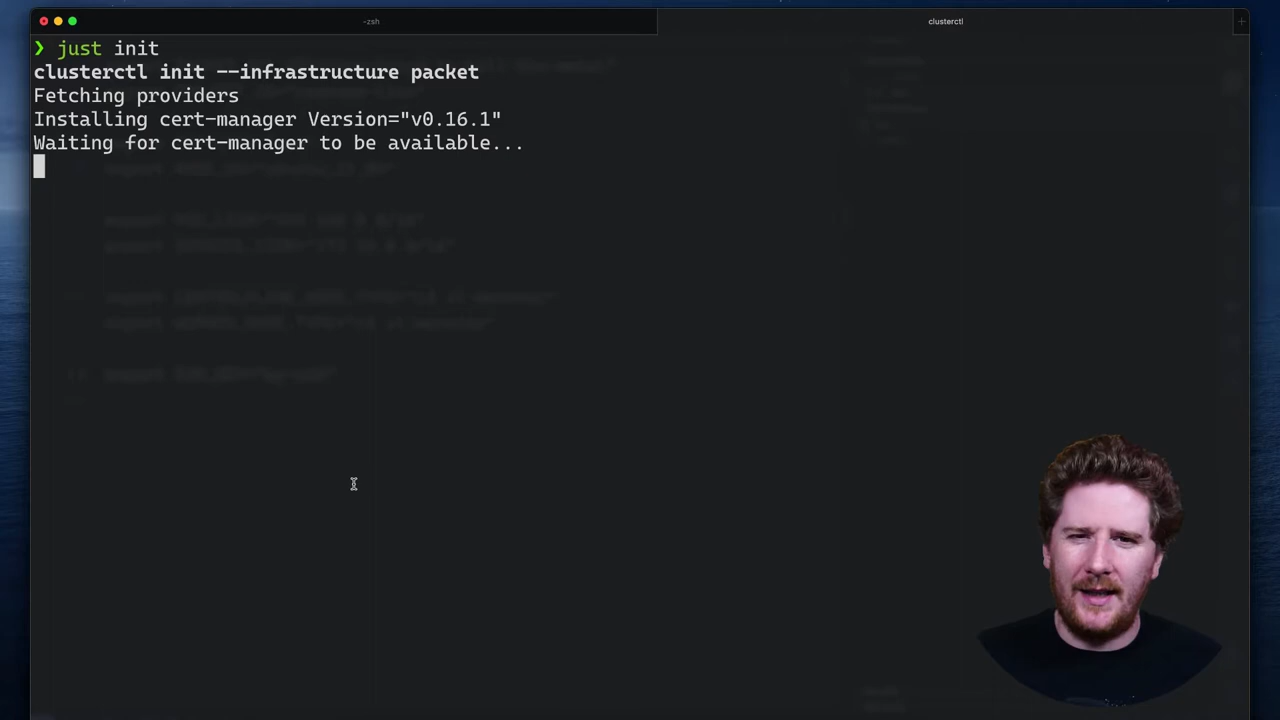 -zsh
clusterctl
❯ just init
clusterctl init --infrastructure packet
Fetching providers
Installing cert-manager Version="v0.16.1"
Waiting for cert-manager to be available...